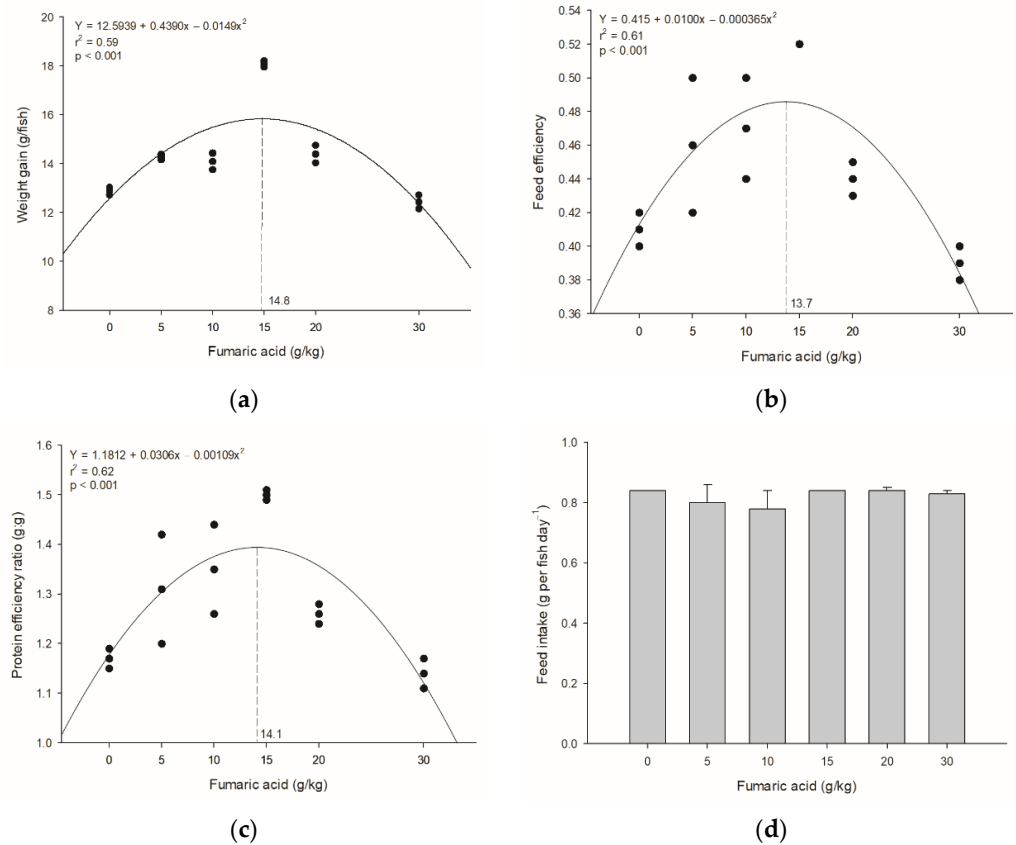 Y = 12.5939 + 0.4390x – 0.0149x²
r² = 0.59
p < 0.001
20
18
16
14
12
10
8
Weight gain (g/fish)
14.8
0 5 10 15 20 30
Fumaric acid (g/kg)
(a)
Y = 0.415 + 0.0100x – 0.000365x²
r² = 0.61
p < 0.001
0.54
0.52
0.50
0.48
0.46
0.44
0.42
0.40
0.38
0.36
Feed efficiency
13.7
0 5 10 15 20 30
Fumaric acid (g/kg)
(b)
Y = 1.1812 + 0.0306x – 0.00109x²
r² = 0.62
p < 0.001
1.6
1.5
1.4
1.3
1.2
1.1
1.0
Protein efficiency ratio (g:g)
14.1
0 5 10 15 20 30
Fumaric acid (g/kg)
(c)
1.0
0.8
0.6
0.4
0.2
0.0
Feed intake (g per fish day⁻¹)
0 5 10 15 20 30
Fumaric acid (g/kg)
(d)